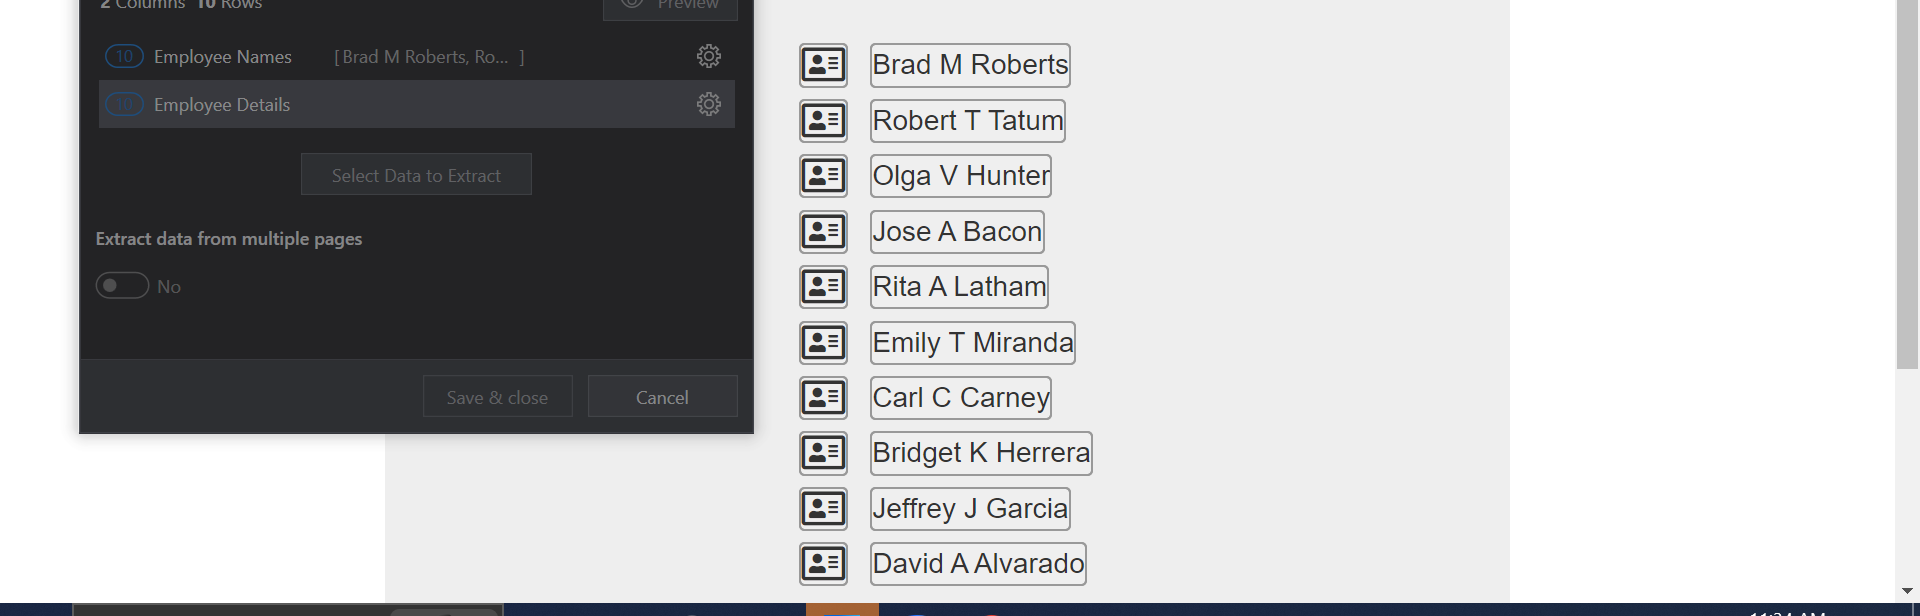 2 Columns 10 Rows
Preview
10 Employee Names [ Brad M Roberts, Ro... ]
10 Employee Details
Select Data to Extract
Extract data from multiple pages
No
Save & close
Cancel
Brad M Roberts
Robert T Tatum
Olga V Hunter
Jose A Bacon
Rita A Latham
Emily T Miranda
Carl C Carney
Bridget K Herrera
Jeffrey J Garcia
David A Alvarado